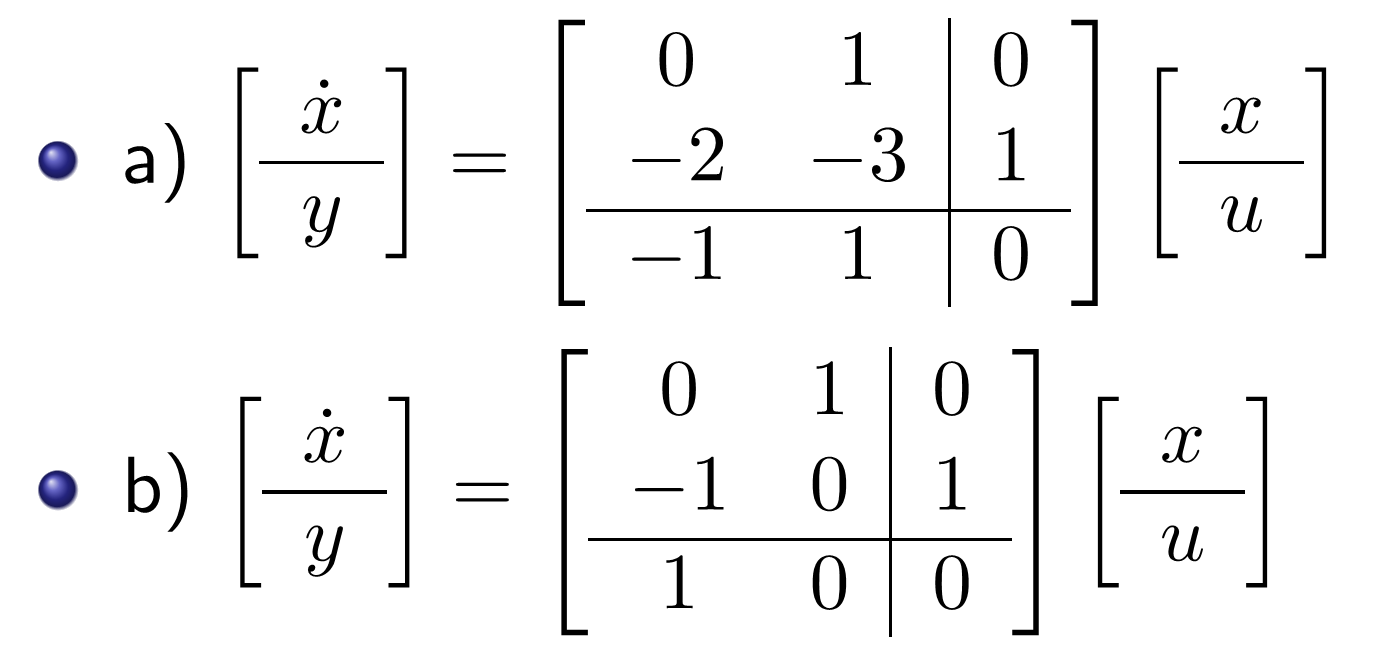 a) [ẋ / y] = [0 1 | 0 ; −2 −3 | 1 ; −1 1 | 0] [x / u]
b) [ẋ / y] = [0 1 | 0 ; −1 0 | 1 ; 1 0 | 0] [x / u]